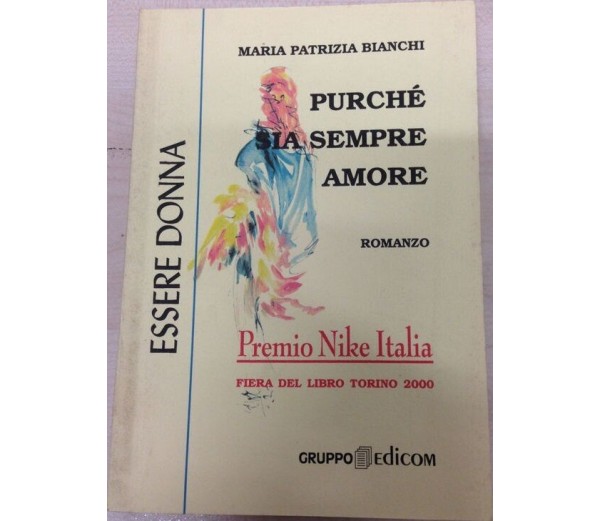 MARIA PATRIZIA BIANCHI
PURCHÉ
SIA SEMPRE
AMORE
ROMANZO
ESSERE DONNA
Premio Nike Italia
FIERA DEL LIBRO TORINO 2000
GRUPPO EDICOM